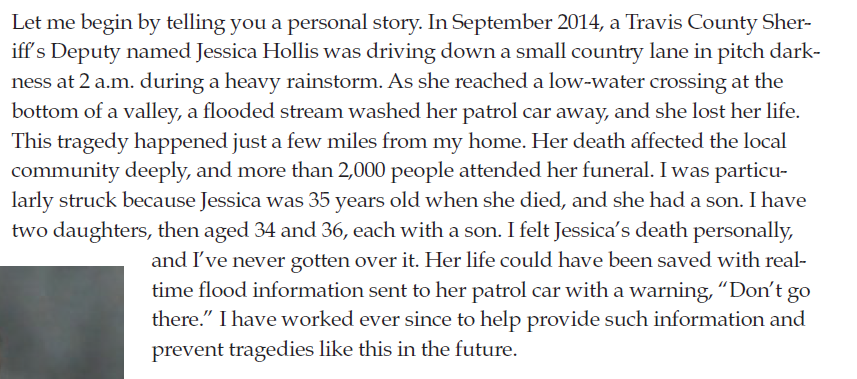 Let me begin by telling you a personal story. In September 2014, a Travis County Sher-
iff’s Deputy named Jessica Hollis was driving down a small country lane in pitch dark-
ness at 2 a.m. during a heavy rainstorm. As she reached a low-water crossing at the
bottom of a valley, a flooded stream washed her patrol car away, and she lost her life.
This tragedy happened just a few miles from my home. Her death affected the local
community deeply, and more than 2,000 people attended her funeral. I was particu-
larly struck because Jessica was 35 years old when she died, and she had a son. I have
two daughters, then aged 34 and 36, each with a son. I felt Jessica’s death personally,
and I’ve never gotten over it. Her life could have been saved with real-
time flood information sent to her patrol car with a warning, “Don’t go
there.” I have worked ever since to help provide such information and
prevent tragedies like this in the future.